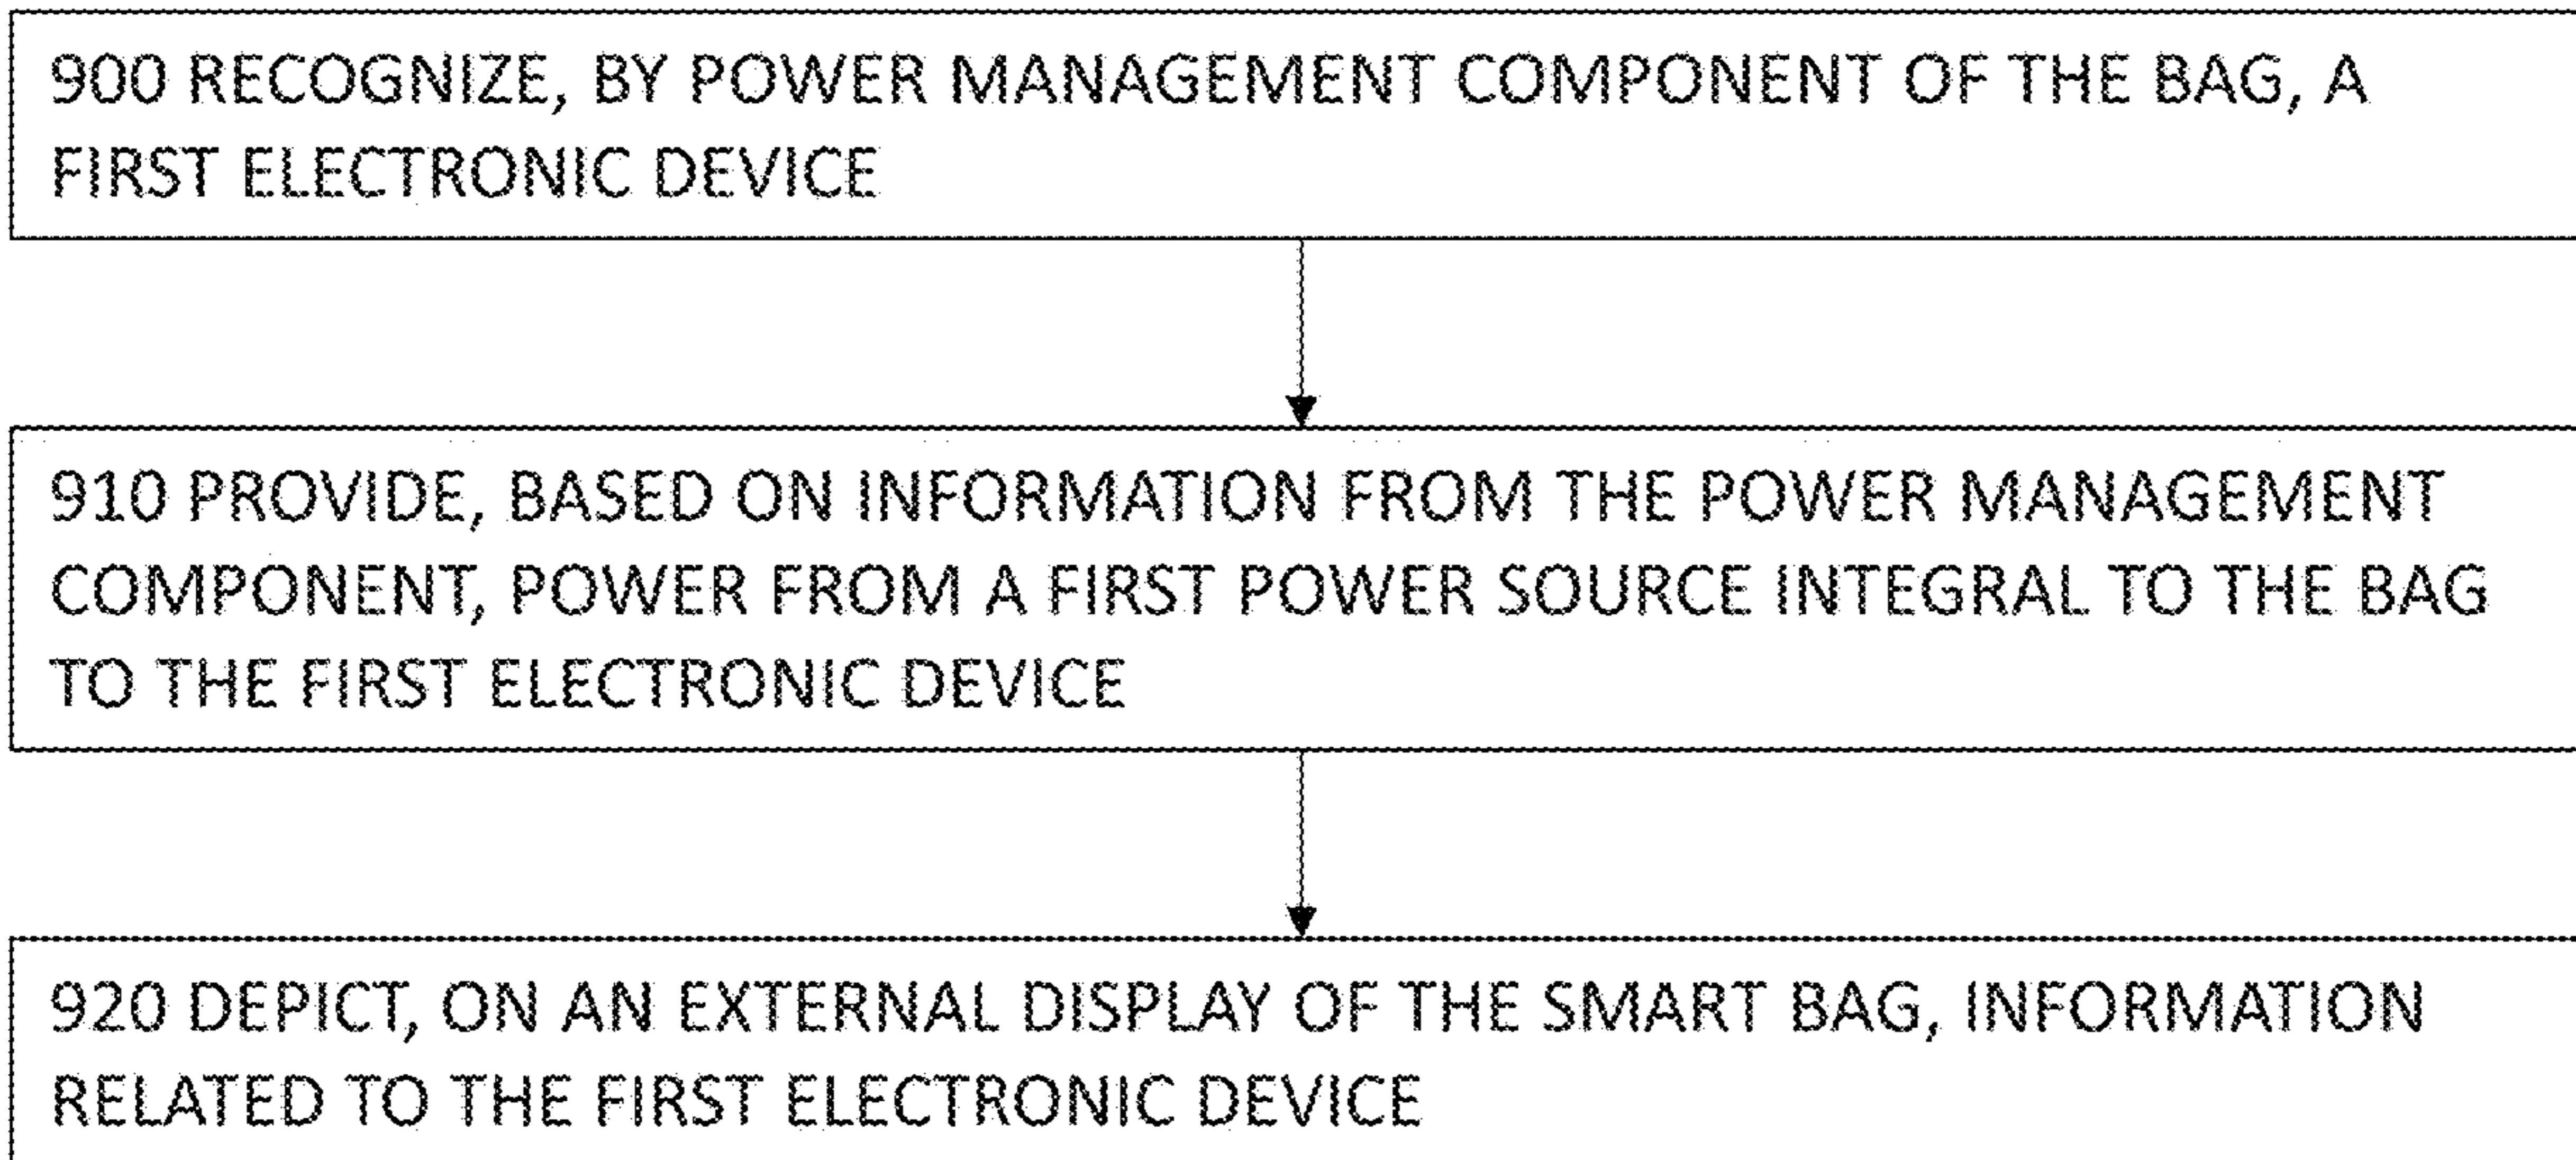 900 RECOGNIZE, BY POWER MANAGEMENT COMPONENT OF THE BAG, A
FIRST ELECTRONIC DEVICE
910 PROVIDE, BASED ON INFORMATION FROM THE POWER MANAGEMENT
COMPONENT, POWER FROM A FIRST POWER SOURCE INTEGRAL TO THE BAG
TO THE FIRST ELECTRONIC DEVICE
920 DEPICT, ON AN EXTERNAL DISPLAY OF THE SMART BAG, INFORMATION
RELATED TO THE FIRST ELECTRONIC DEVICE